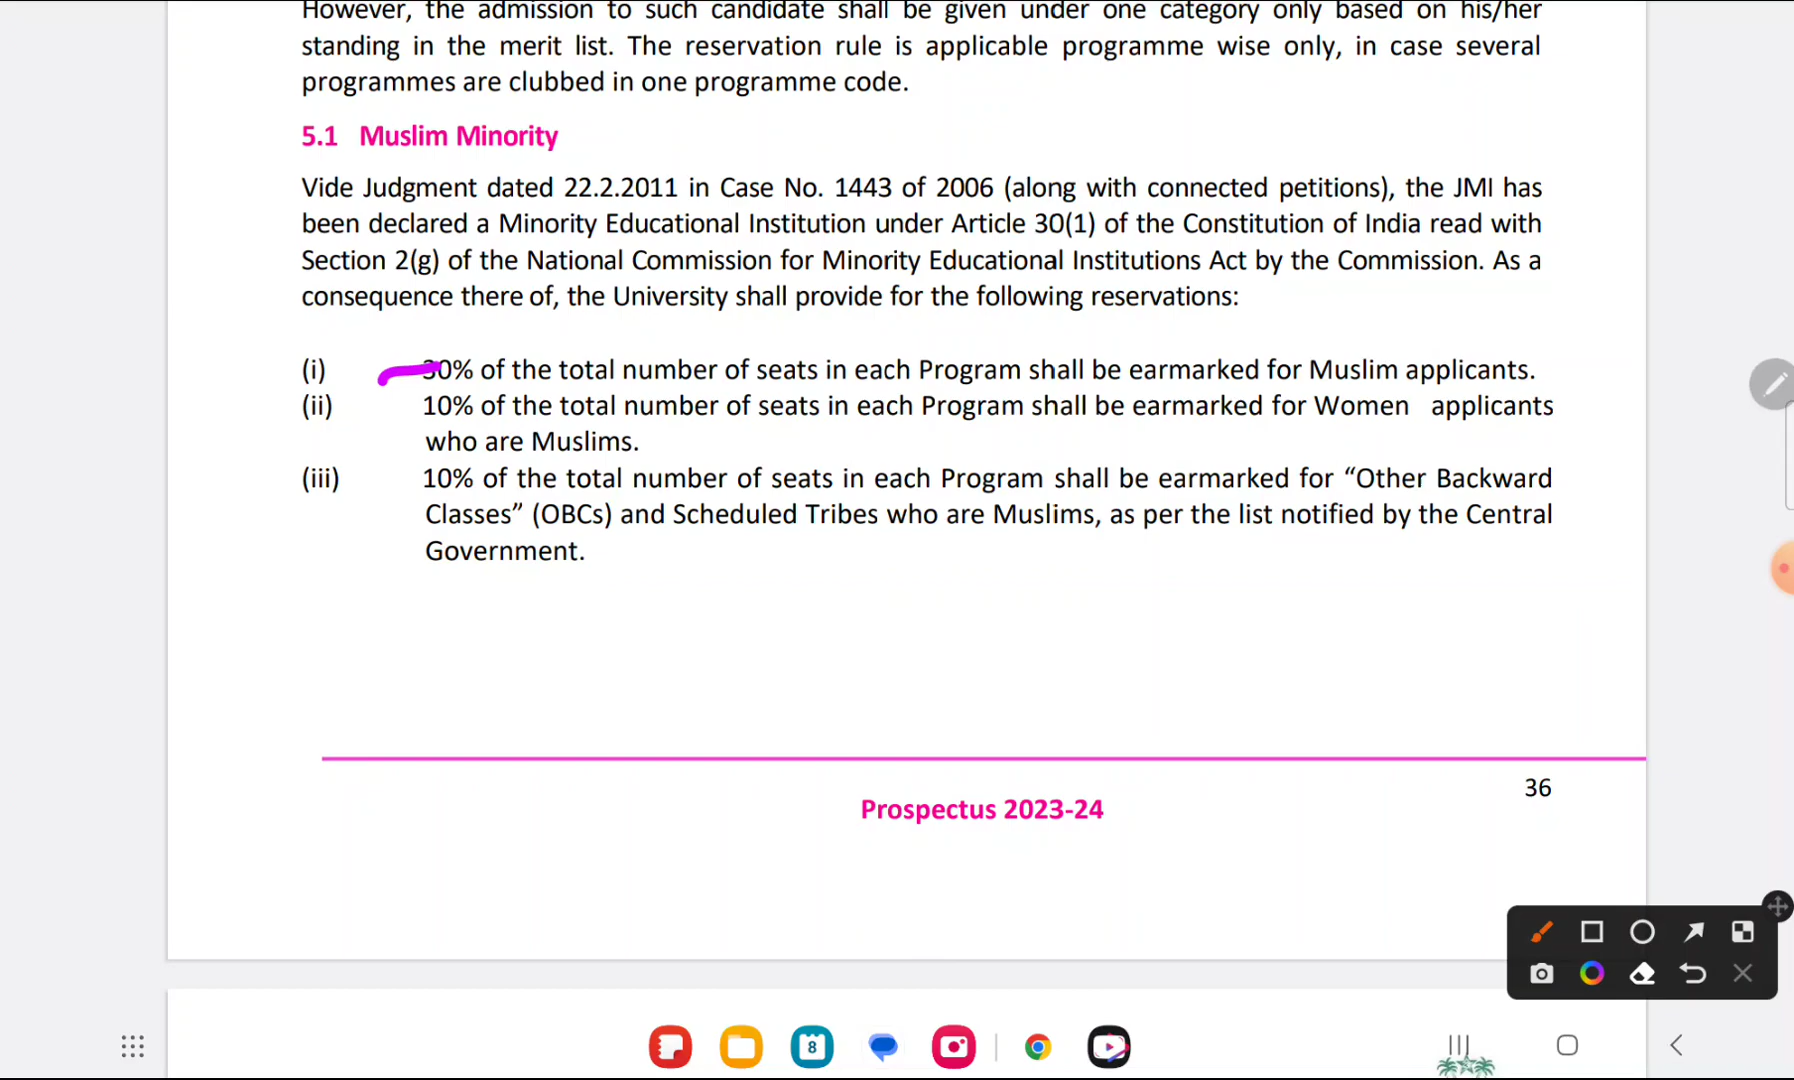 However, the admission to such candidate shall be given under one category only based on his/her
standing in the merit list. The reservation rule is applicable programme wise only, in case several
programmes are clubbed in one programme code.
5.1 Muslim Minority
Vide Judgment dated 22.2.2011 in Case No. 1443 of 2006 (along with connected petitions), the JMI has
been declared a Minority Educational Institution under Article 30(1) of the Constitution of India read with
Section 2(g) of the National Commission for Minority Educational Institutions Act by the Commission. As a
consequence there of, the University shall provide for the following reservations:
(i) 30% of the total number of seats in each Program shall be earmarked for Muslim applicants.
(ii) 10% of the total number of seats in each Program shall be earmarked for Women applicants
who are Muslims.
(iii) 10% of the total number of seats in each Program shall be earmarked for “Other Backward
Classes” (OBCs) and Scheduled Tribes who are Muslims, as per the list notified by the Central
Government.
36
Prospectus 2023-24
8